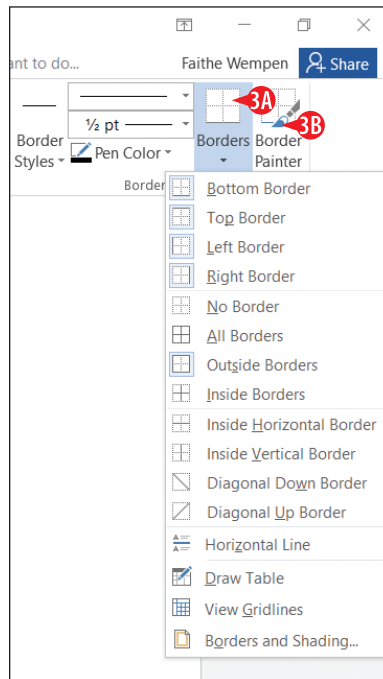 ant to do...
Faithe Wempen
Share
3A
½ pt
3B
Border Styles
Pen Color
Borders
Border Painter
Border
Bottom Border
Top Border
Left Border
Right Border
No Border
All Borders
Outside Borders
Inside Borders
Inside Horizontal Border
Inside Vertical Border
Diagonal Down Border
Diagonal Up Border
Horizontal Line
Draw Table
View Gridlines
Borders and Shading...